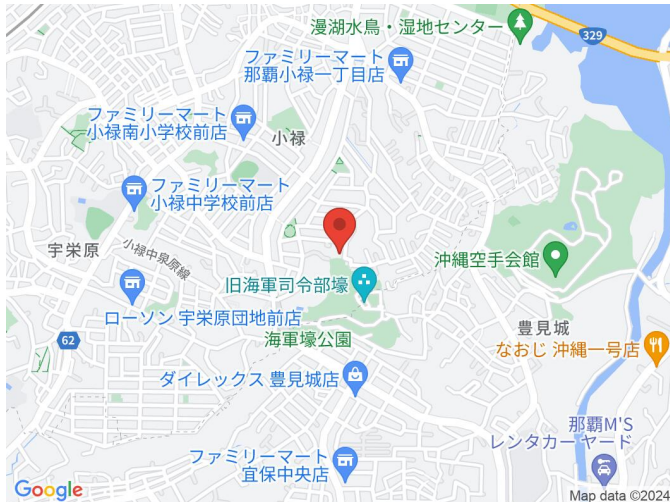 漫湖水鳥・湿地センター
329
ファミリーマート
那覇小禄一丁目店
ファミリーマート
小禄南小学校前店
小禄
ファミリーマート
小禄中学校前店
宇栄原
小禄中泉原線
沖縄空手会館
旧海軍司令部壕
ローソン 宇栄原団地前店
豊見城
62
海軍壕公園
なおじ 沖縄一号店
ダイレックス 豊見城店
那覇M'S
レンタカー ヤード
ファミリーマート
宜保中央店
Google
Map data ©2024